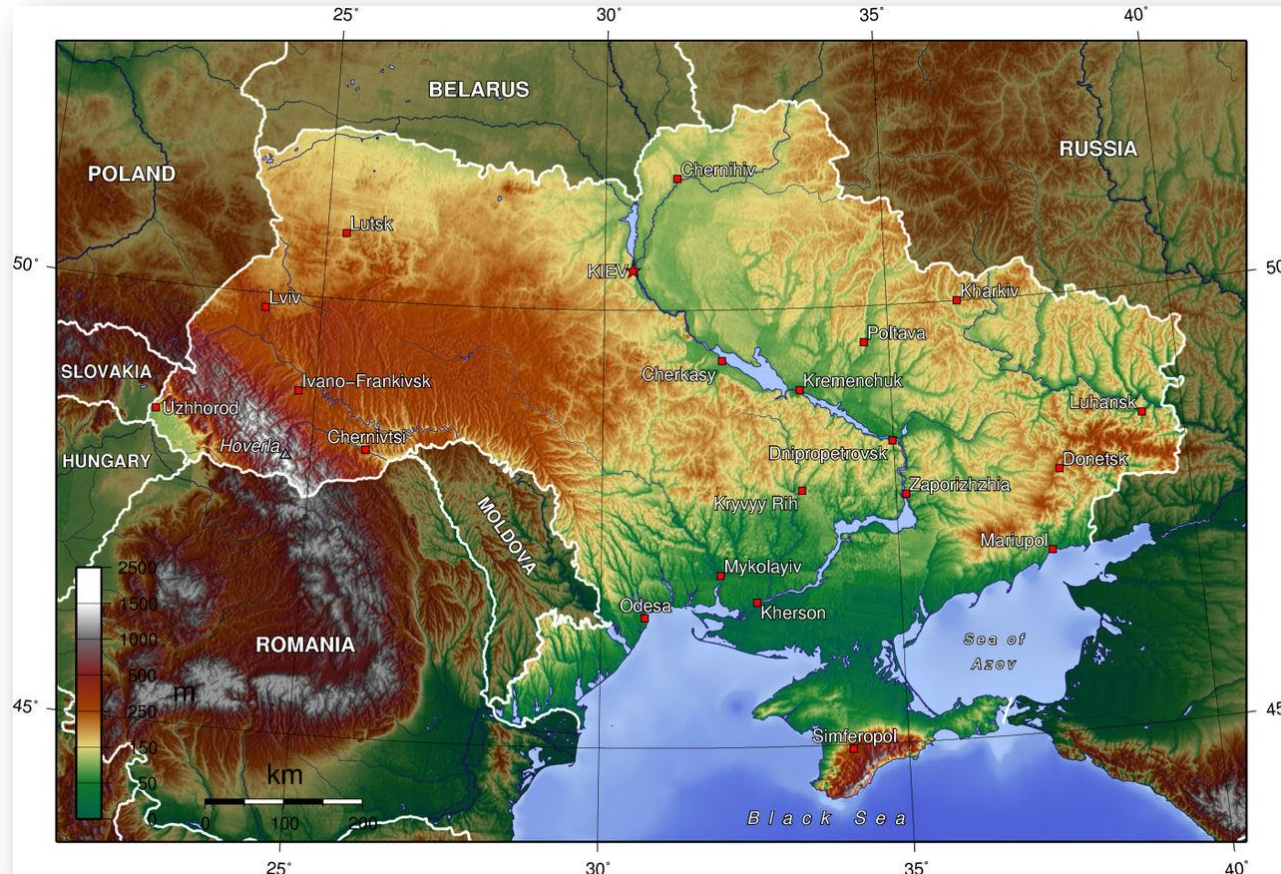 25°
30°
35°
40°
BELARUS
RUSSIA
POLAND
Chernihiv
Lutsk
50°
50
KIEV
Kharkiv
Lviv
Poltava
Cherkasy
SLOVAKIA
Ivano-Frankivsk
Kremenchuk
Uzhhorod
Luhansk
Chernivtsi
Hoverla
HUNGARY
Dnipropetrovsk
Donetsk
Zaporizhzhia
Kryvyy Rih
MOLDOVA
Mariupol
2500
Mykolayiv
1500
Odesa
Kherson
1000
ROMANIA
Sea of
Azov
500
m
250
45°
45
150
Simferopol
50
km
0
0
100
200
Black Sea
25°
30°
35°
40°